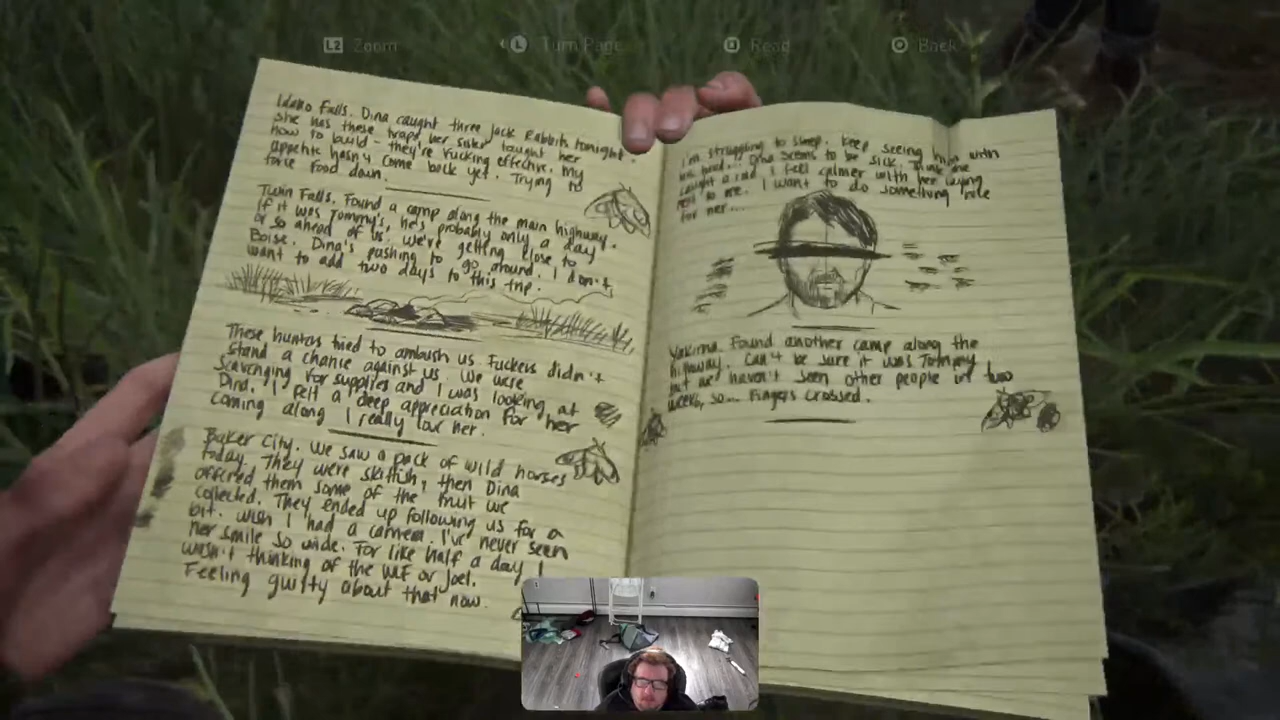 L2 Zoom
L Turn Page
Read
Back
Idaho Falls. Dina caught three jack Rabbits tonight.
She has these traps her sister taught her
how to build - they're fucking effective. My
appetite hasn't come back yet. Trying to
force food down.
Twin Falls. Found a camp along the main highway.
If it was Tommy's, he's probably only a day
or so ahead of us. We're getting close to
Boise. Dina's pushing to go around. I don't
want to add two days to this trip.
These hunters tried to ambush us. Fuckers didn't
stand a chance against us. We were
scavenging for supplies and I was looking at
Dina. I felt a deep appreciation for her
coming along. I really love her.
Baker City. We saw a pack of wild horses
today. They were skittish, then Dina
offered them some of the fruit we
collected. They ended up following us for a
bit. Wish I had a camera. I've never seen
her smile so wide. For like half a day I
wasn't thinking of the WLF or Joel.
Feeling guilty about that now.
I'm struggling to sleep. Keep seeing him with
his head... Dina seems to be sick. Think she
caught a cold. I feel calmer with her laying
next to me. I want to do something nice
for her....
Yakima. Found another camp along the
highway. Can't be sure it was Tommy
but we haven't seen other people in two
weeks, so... Fingers crossed.